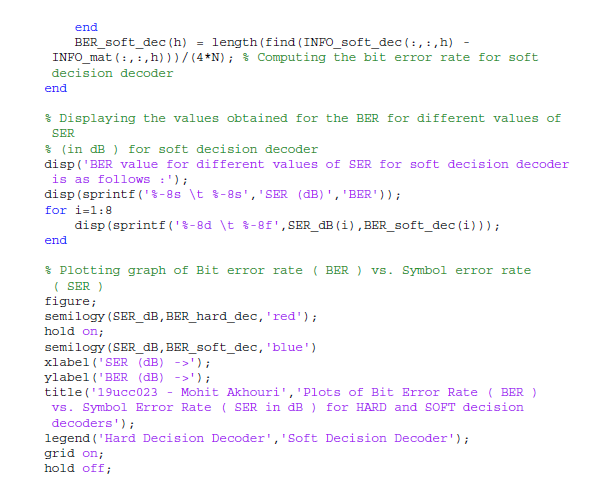 end
BER_soft_dec(h) = length(find(INFO_soft_dec(:,:,h) -
INFO_mat(:,:,h)))/(4*N); % Computing the bit error rate for soft
decision decoder
end
% Displaying the values obtained for the BER for different values of
SER
% (in dB ) for soft decision decoder
disp('BER value for different values of SER for soft decision decoder
is as follows :');
disp(sprintf('%-8s \t %-8s','SER (dB)','BER'));
for i=1:8
disp(sprintf('%-8d \t %-8f',SER_dB(i),BER_soft_dec(i)));
end
% Plotting graph of Bit error rate ( BER ) vs. Symbol error rate
( SER )
figure;
semilogy(SER_dB,BER_hard_dec,'red');
hold on;
semilogy(SER_dB,BER_soft_dec,'blue')
xlabel('SER (dB) ->');
ylabel('BER (dB) ->');
title('19ucc023 - Mohit Akhouri','Plots of Bit Error Rate ( BER )
vs. Symbol Error Rate ( SER in dB ) for HARD and SOFT decision
decoders');
legend('Hard Decision Decoder','Soft Decision Decoder');
grid on;
hold off;